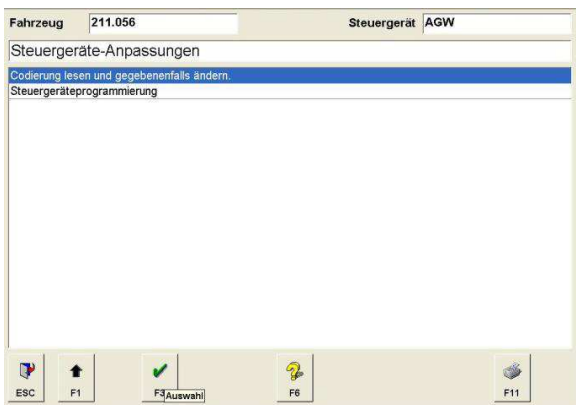 Fahrzeug 211.056 Steuergerät AGW
Steuergeräte-Anpassungen
Codierung lesen und gegebenenfalls ändern.
Steuergeräteprogrammierung
ESC F1 F3 Auswahl F6 F11